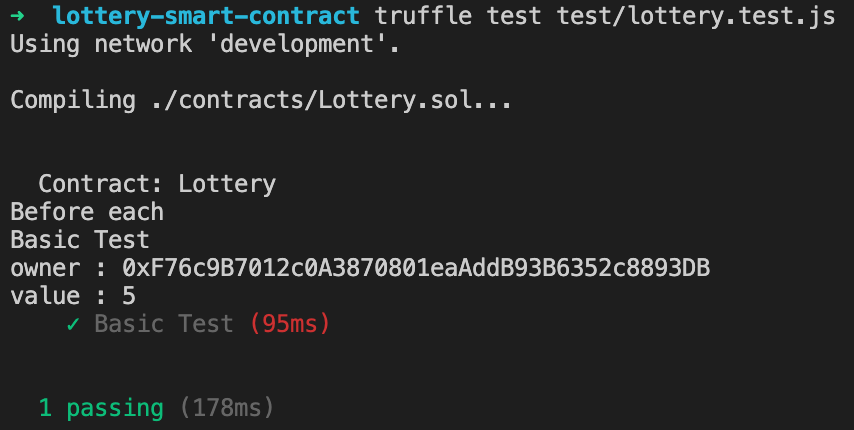 ➜ lottery-smart-contract truffle test test/lottery.test.js
Using network 'development'.
Compiling ./contracts/Lottery.sol...
Contract: Lottery
Before each
Basic Test
owner : 0xF76c9B7012c0A3870801eaAddB93B6352c8893DB
value : 5
✓ Basic Test (95ms)
1 passing (178ms)